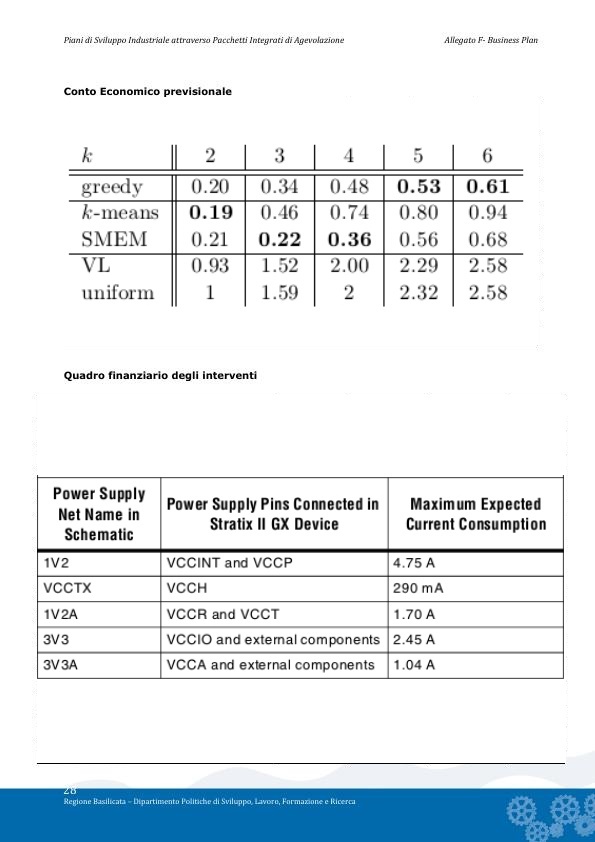 Piani di Sviluppo Industriale attraverso Pacchetti Integrati di Agevolazione Allegato F- Business Plan
Conto Economico previsionale
k 2 3 4 5 6
greedy 0.20 0.34 0.48 0.53 0.61
k-means 0.19 0.46 0.74 0.80 0.94
SMEM 0.21 0.22 0.36 0.56 0.68
VL 0.93 1.52 2.00 2.29 2.58
uniform 1 1.59 2 2.32 2.58
Quadro finanziario degli interventi
Power Supply
Net Name in
Schematic
Power Supply Pins Connected in
Stratix II GX Device
Maximum Expected
Current Consumption
1V2 VCCINT and VCCP 4.75 A
VCCTX VCCH 290 mA
1V2A VCCR and VCCT 1.70 A
3V3 VCCIO and external components 2.45 A
3V3A VCCA and external components 1.04 A
28
Regione Basilicata – Dipartimento Politiche di Sviluppo, Lavoro, Formazione e Ricerca